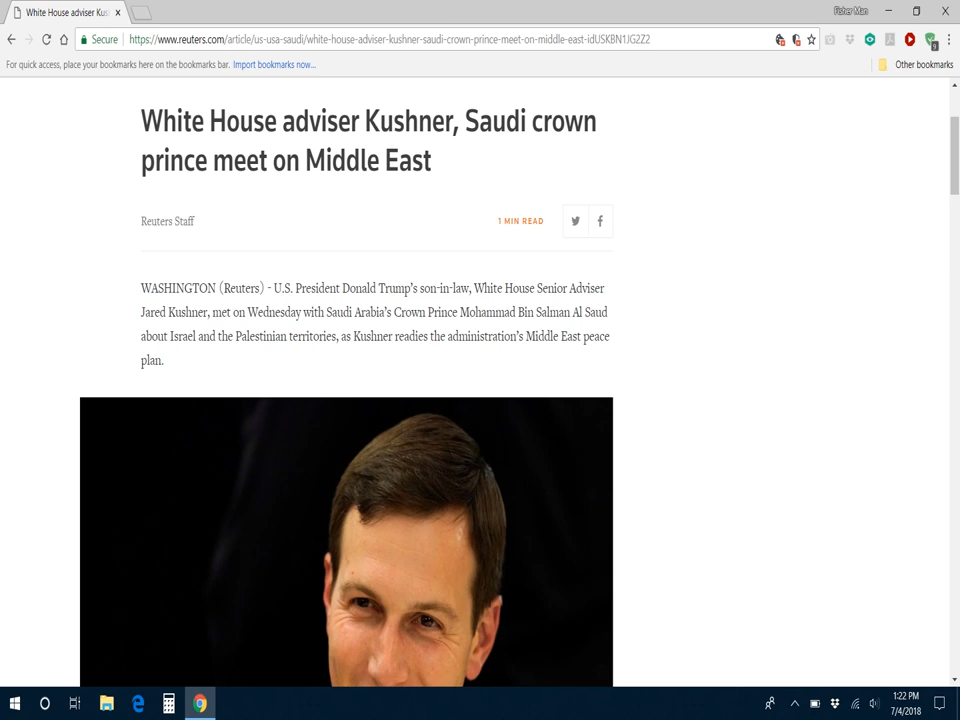 White House adviser Kus
Fisher Man
Secure
https://www.reuters.com/article/us-usa-saudi/white-house-adviser-kushner-saudi-crown-prince-meet-on-middle-east-idUSKBN1JG2Z2
9
For quick access, place your bookmarks here on the bookmarks bar. Import bookmarks now...
Other bookmarks
White House adviser Kushner, Saudi crown
prince meet on Middle East
Reuters Staff
1 MIN READ
WASHINGTON (Reuters) - U.S. President Donald Trump’s son-in-law, White House Senior Adviser
Jared Kushner, met on Wednesday with Saudi Arabia’s Crown Prince Mohammad Bin Salman Al Saud
about Israel and the Palestinian territories, as Kushner readies the administration’s Middle East peace
plan.
1:22 PM
7/4/2018